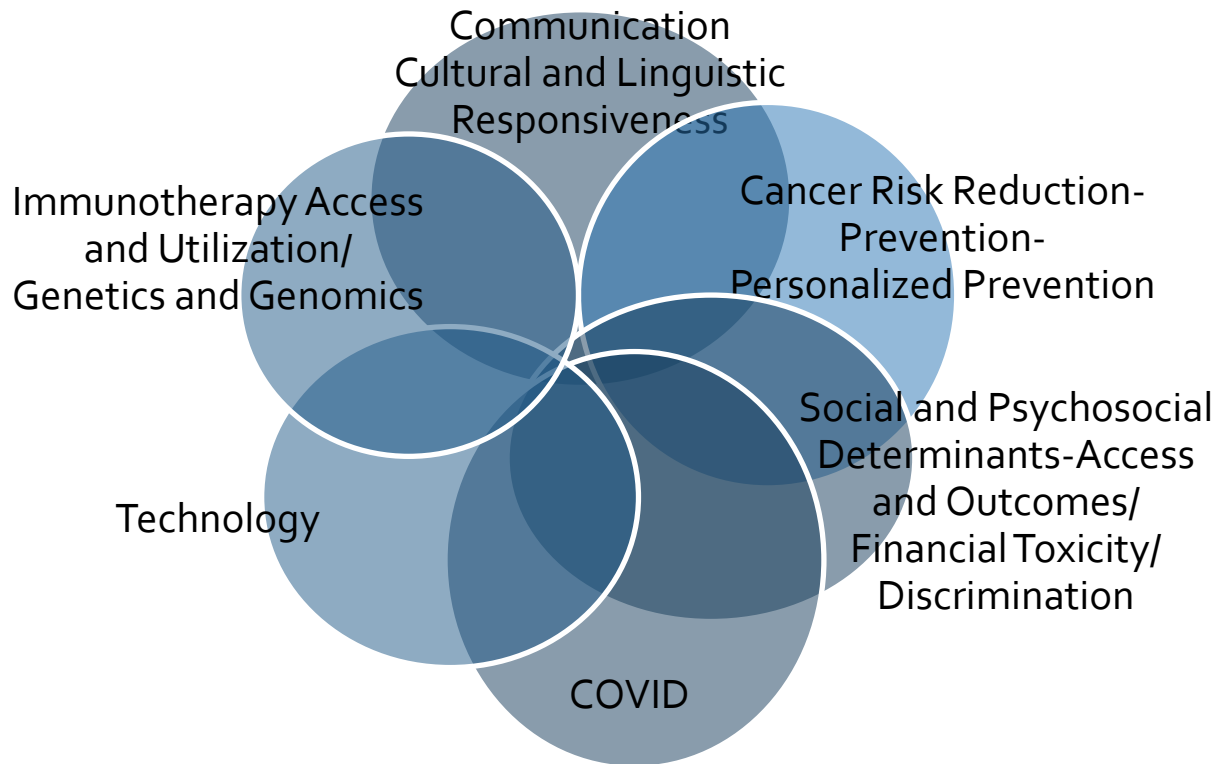 Communication
Cultural and Linguistic
Responsiveness
Cancer Risk Reduction-
Prevention-
Personalized Prevention
Social and Psychosocial
Determinants-Access
and Outcomes/
Financial Toxicity/
Discrimination
COVID
Technology
Immunotherapy Access
and Utilization/
Genetics and Genomics